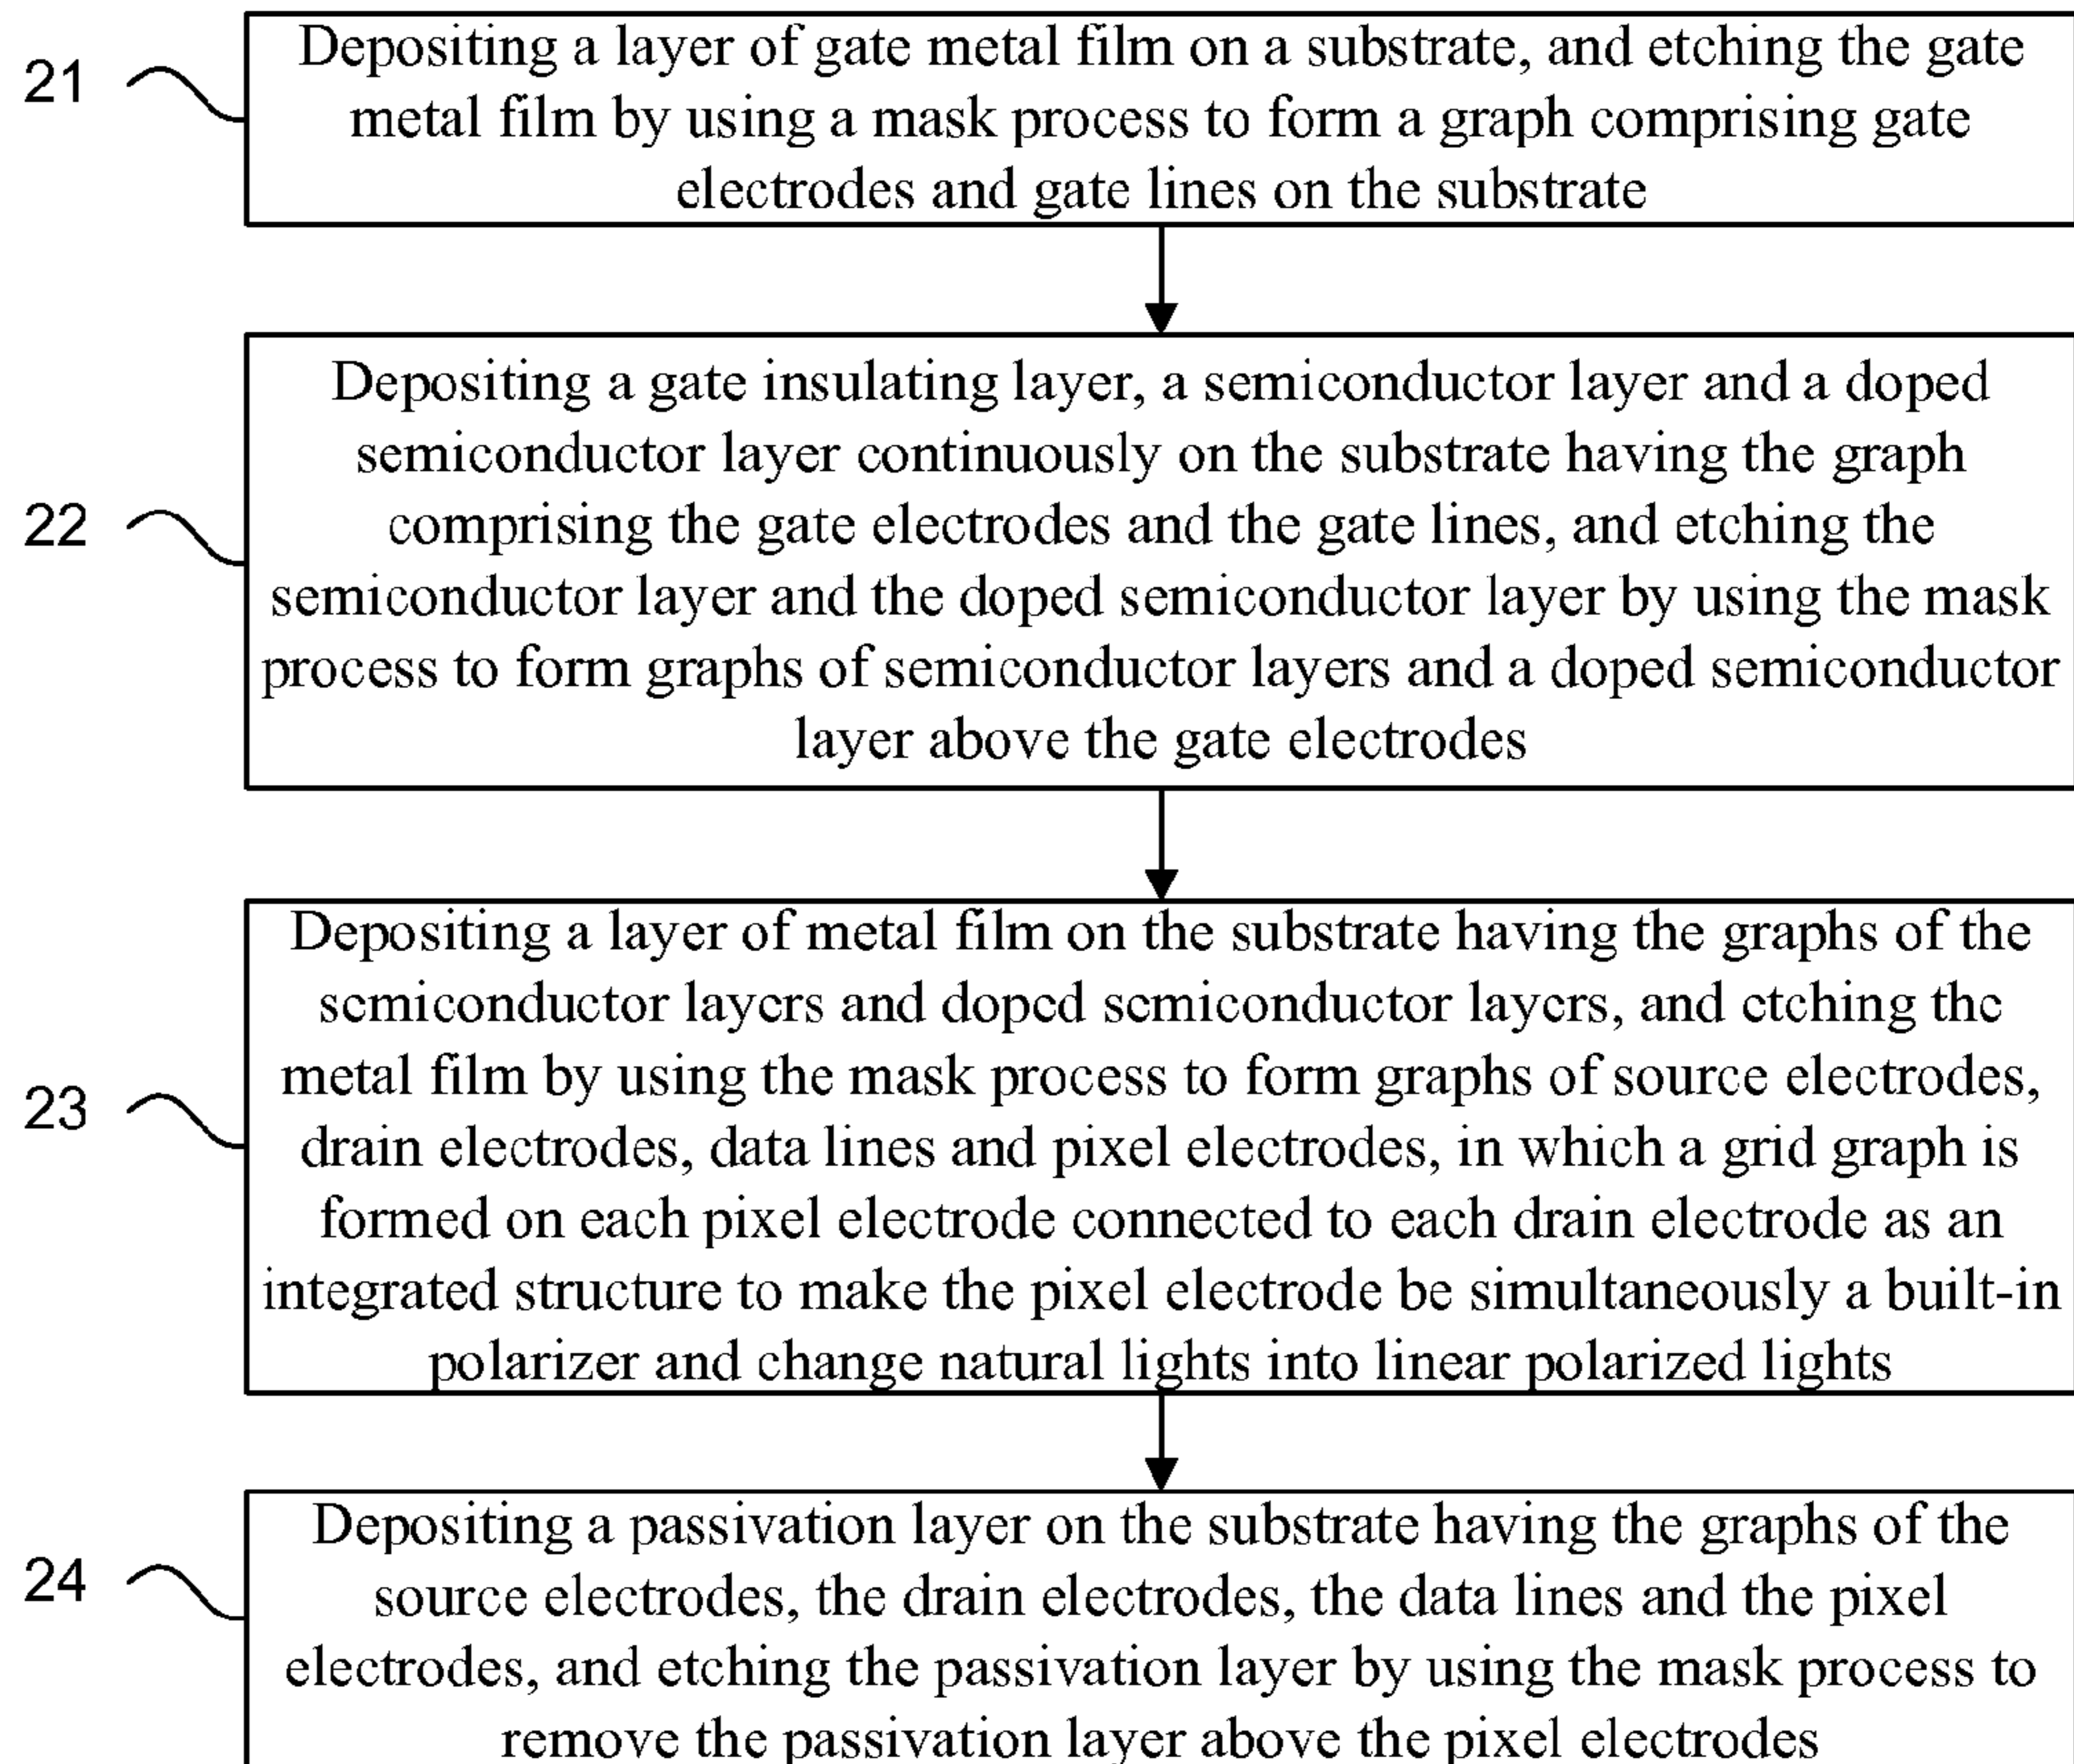 21
Depositing a layer of gate metal film on a substrate, and etching the gate
metal film by using a mask process to form a graph comprising gate
electrodes and gate lines on the substrate
22
Depositing a gate insulating layer, a semiconductor layer and a doped
semiconductor layer continuously on the substrate having the graph
comprising the gate electrodes and the gate lines, and etching the
semiconductor layer and the doped semiconductor layer by using the mask
process to form graphs of semiconductor layers and a doped semiconductor
layer above the gate electrodes
23
Depositing a layer of metal film on the substrate having the graphs of the
semiconductor layers and doped semiconductor layers, and etching the
metal film by using the mask process to form graphs of source electrodes,
drain electrodes, data lines and pixel electrodes, in which a grid graph is
formed on each pixel electrode connected to each drain electrode as an
integrated structure to make the pixel electrode be simultaneously a built-in
polarizer and change natural lights into linear polarized lights
24
Depositing a passivation layer on the substrate having the graphs of the
source electrodes, the drain electrodes, the data lines and the pixel
electrodes, and etching the passivation layer by using the mask process to
remove the passivation layer above the pixel electrodes